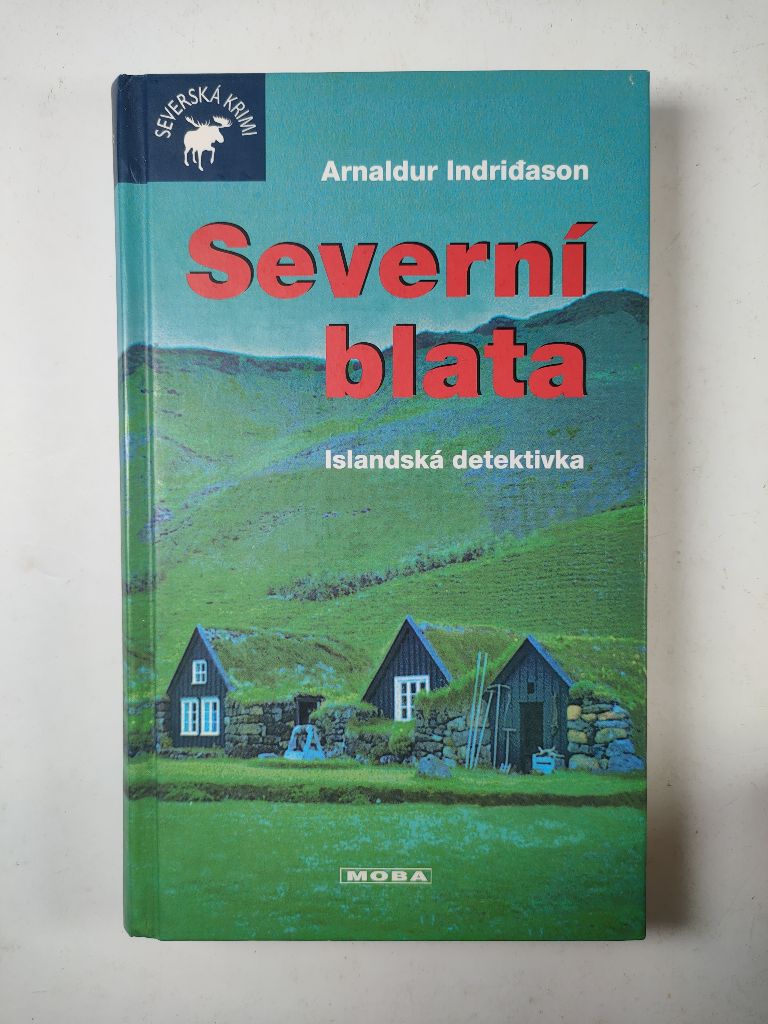 SEVERSKÁ KRIMI
Arnaldur Indriđason
Severní
blata
Islandská detektivka
MOBA